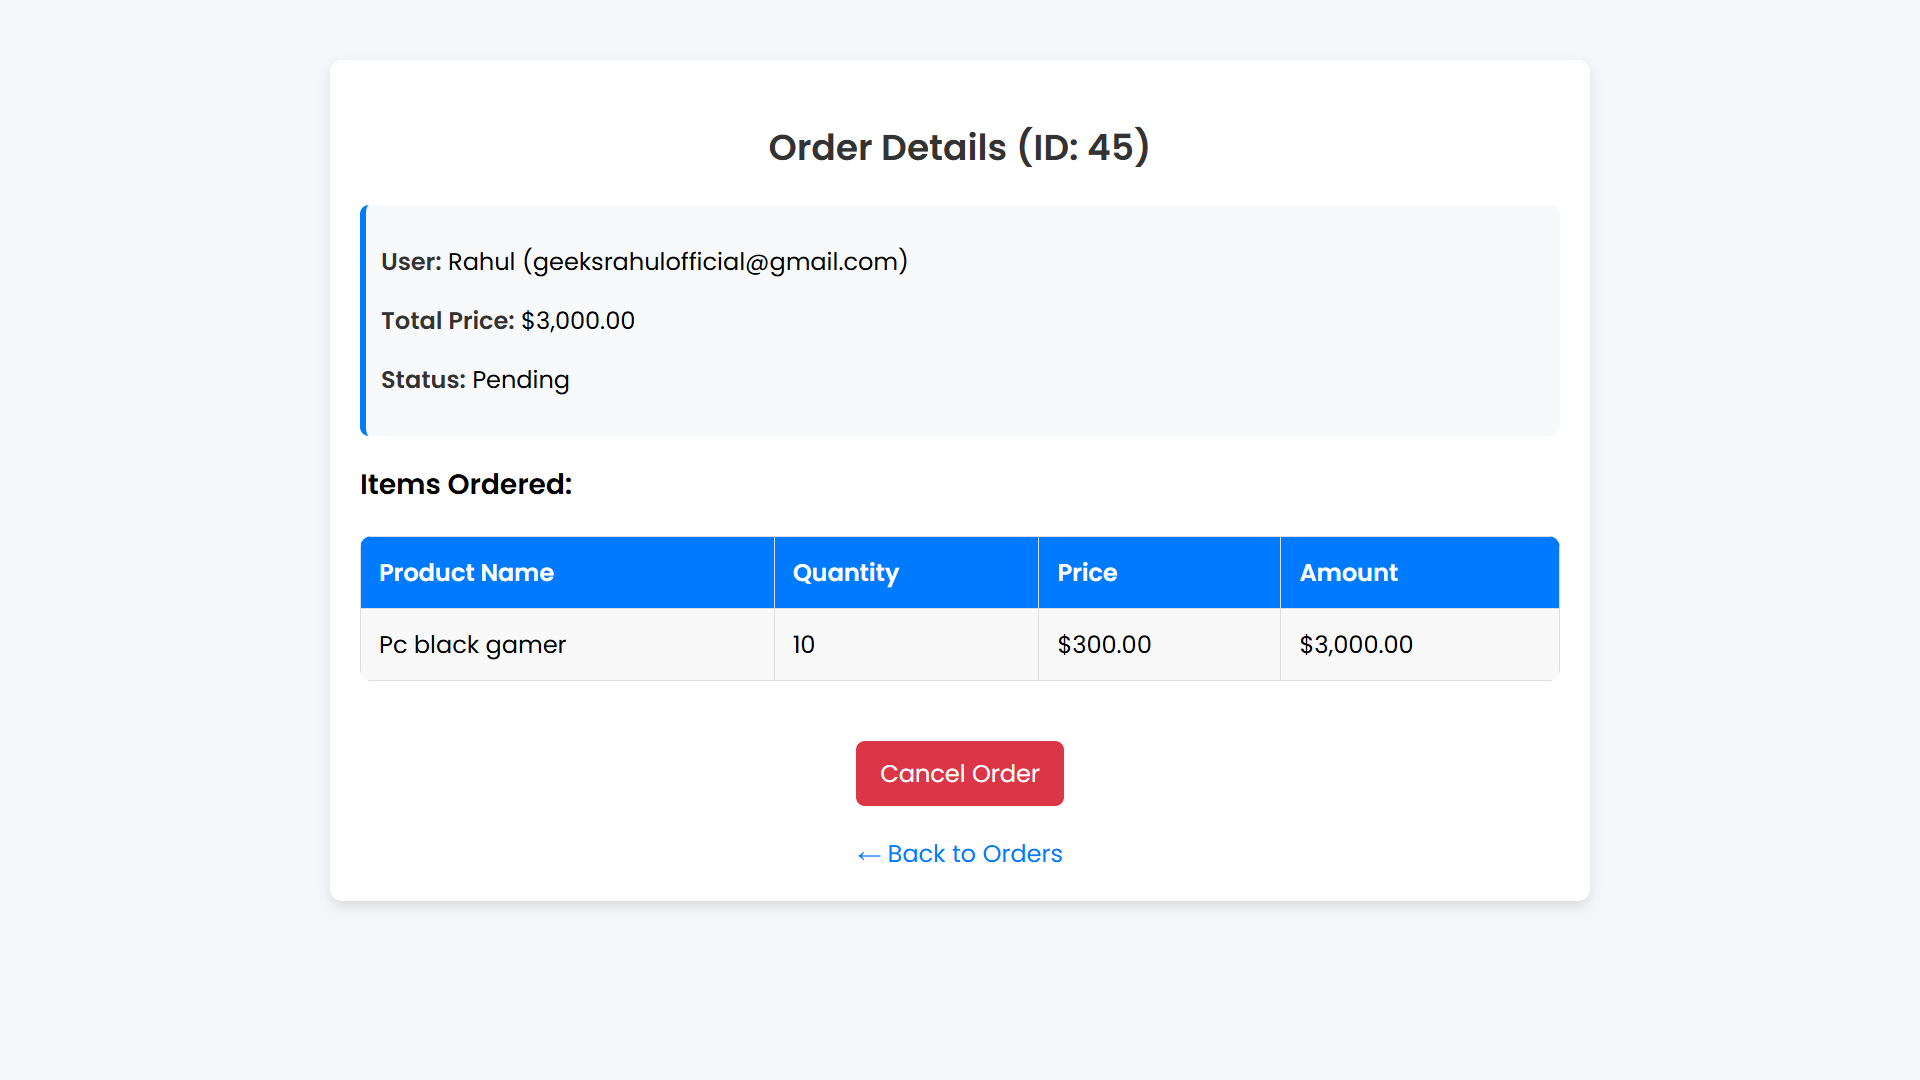 Order Details (ID: 45)
User: Rahul (geeksrahulofficial@gmail.com)
Total Price: $3,000.00
Status: Pending
Items Ordered:
Product Name Quantity Price Amount
Pc black gamer 10 $300.00 $3,000.00
Cancel Order
← Back to Orders